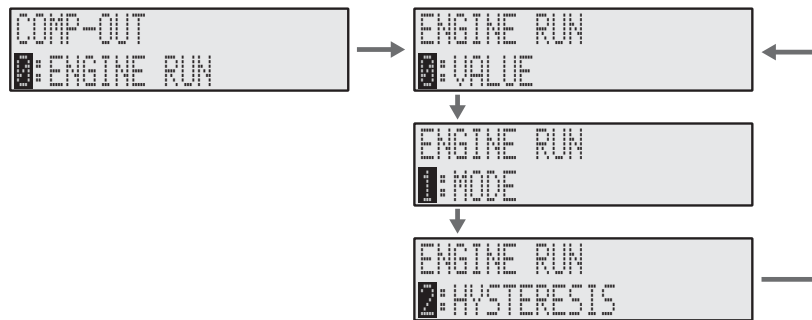 COMP-OUT
0:ENGINE RUN
ENGINE RUN
0:VALUE
ENGINE RUN
1:MODE
ENGINE RUN
2:HYSTERESIS